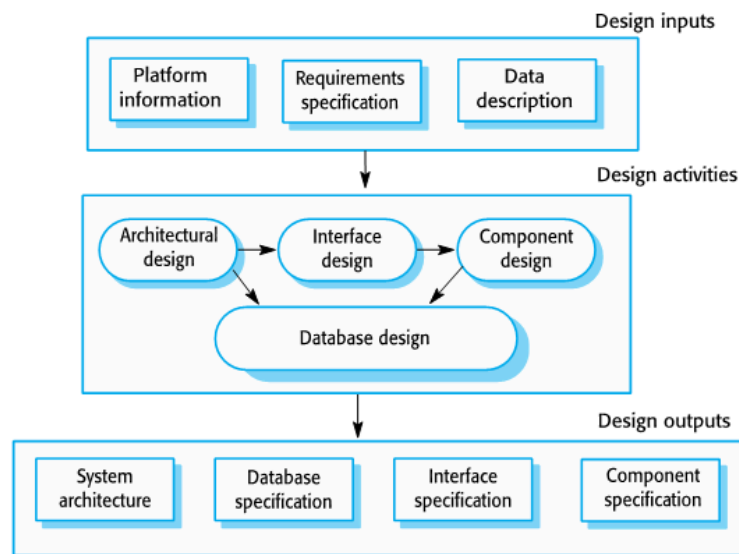 Design inputs
Platform
information
Requirements
specification
Data
description
Design activities
Architectural
design
Interface
design
Component
design
Database design
Design outputs
System
architecture
Database
specification
Interface
specification
Component
specification